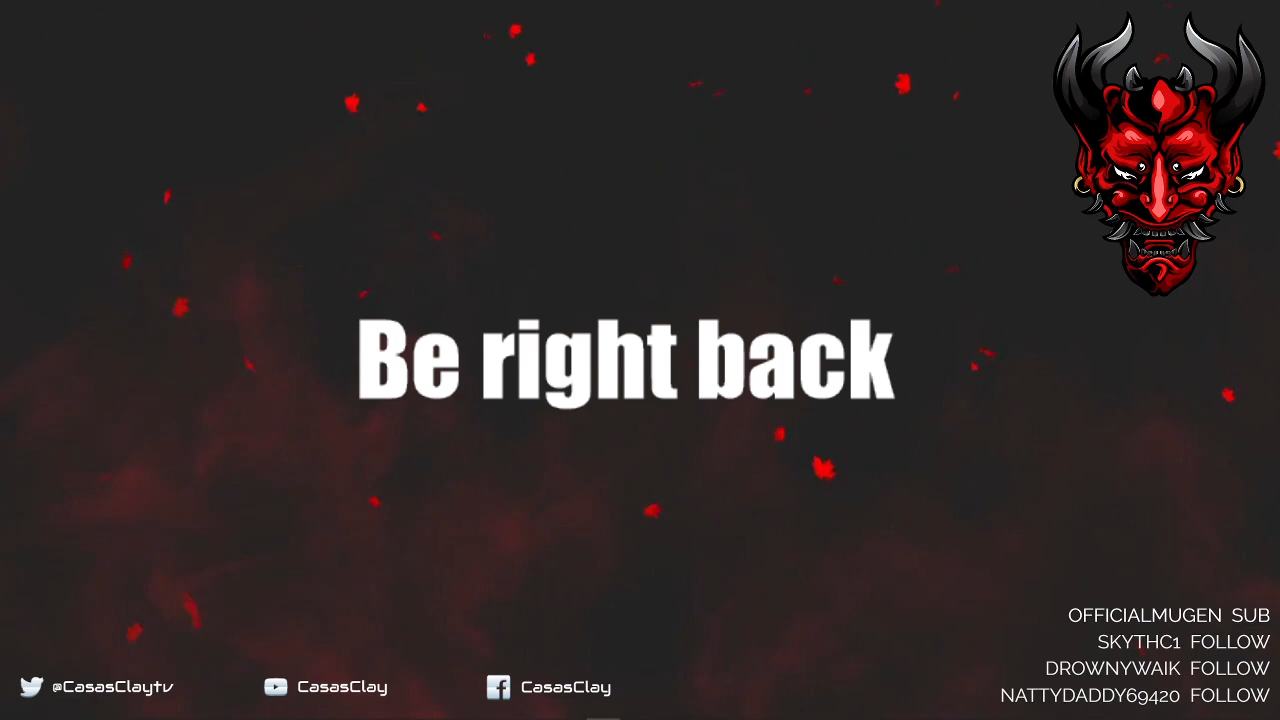 Be right back
OFFICIALMUGEN SUB
SKYTHC1 FOLLOW
DROWNYWAIK FOLLOW
NATTYDADDY69420 FOLLOW
@CasasClaytv CasasClay CasasClay